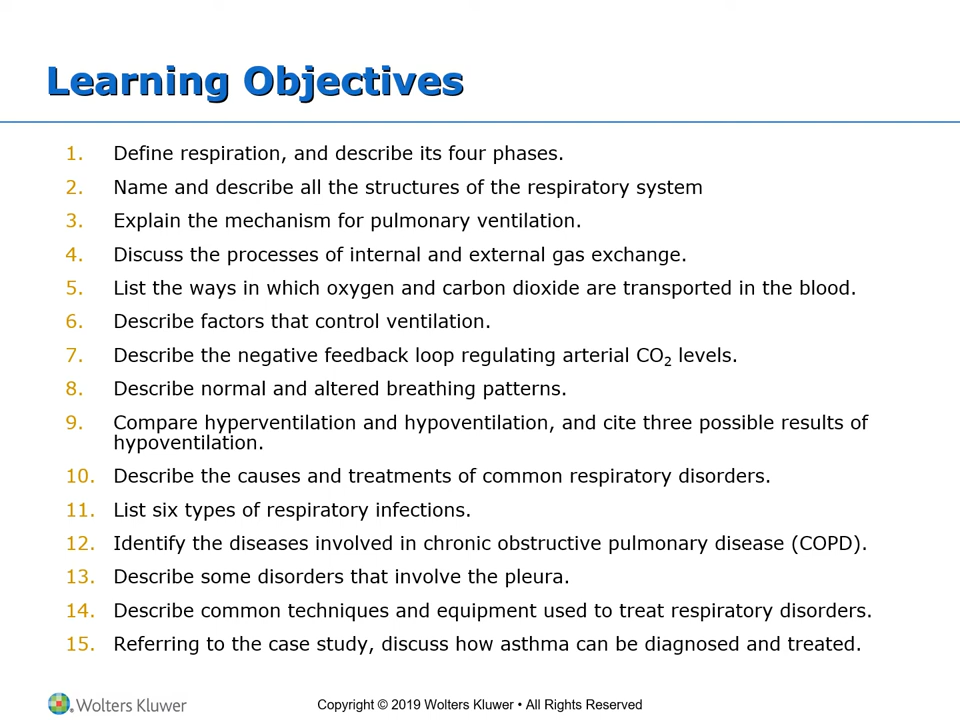 Learning Objectives
1. Define respiration, and describe its four phases.
2. Name and describe all the structures of the respiratory system
3. Explain the mechanism for pulmonary ventilation.
4. Discuss the processes of internal and external gas exchange.
5. List the ways in which oxygen and carbon dioxide are transported in the blood.
6. Describe factors that control ventilation.
7. Describe the negative feedback loop regulating arterial CO₂ levels.
8. Describe normal and altered breathing patterns.
9. Compare hyperventilation and hypoventilation, and cite three possible results of
hypoventilation.
10. Describe the causes and treatments of common respiratory disorders.
11. List six types of respiratory infections.
12. Identify the diseases involved in chronic obstructive pulmonary disease (COPD).
13. Describe some disorders that involve the pleura.
14. Describe common techniques and equipment used to treat respiratory disorders.
15. Referring to the case study, discuss how asthma can be diagnosed and treated.
Wolters Kluwer
Copyright © 2019 Wolters Kluwer • All Rights Reserved